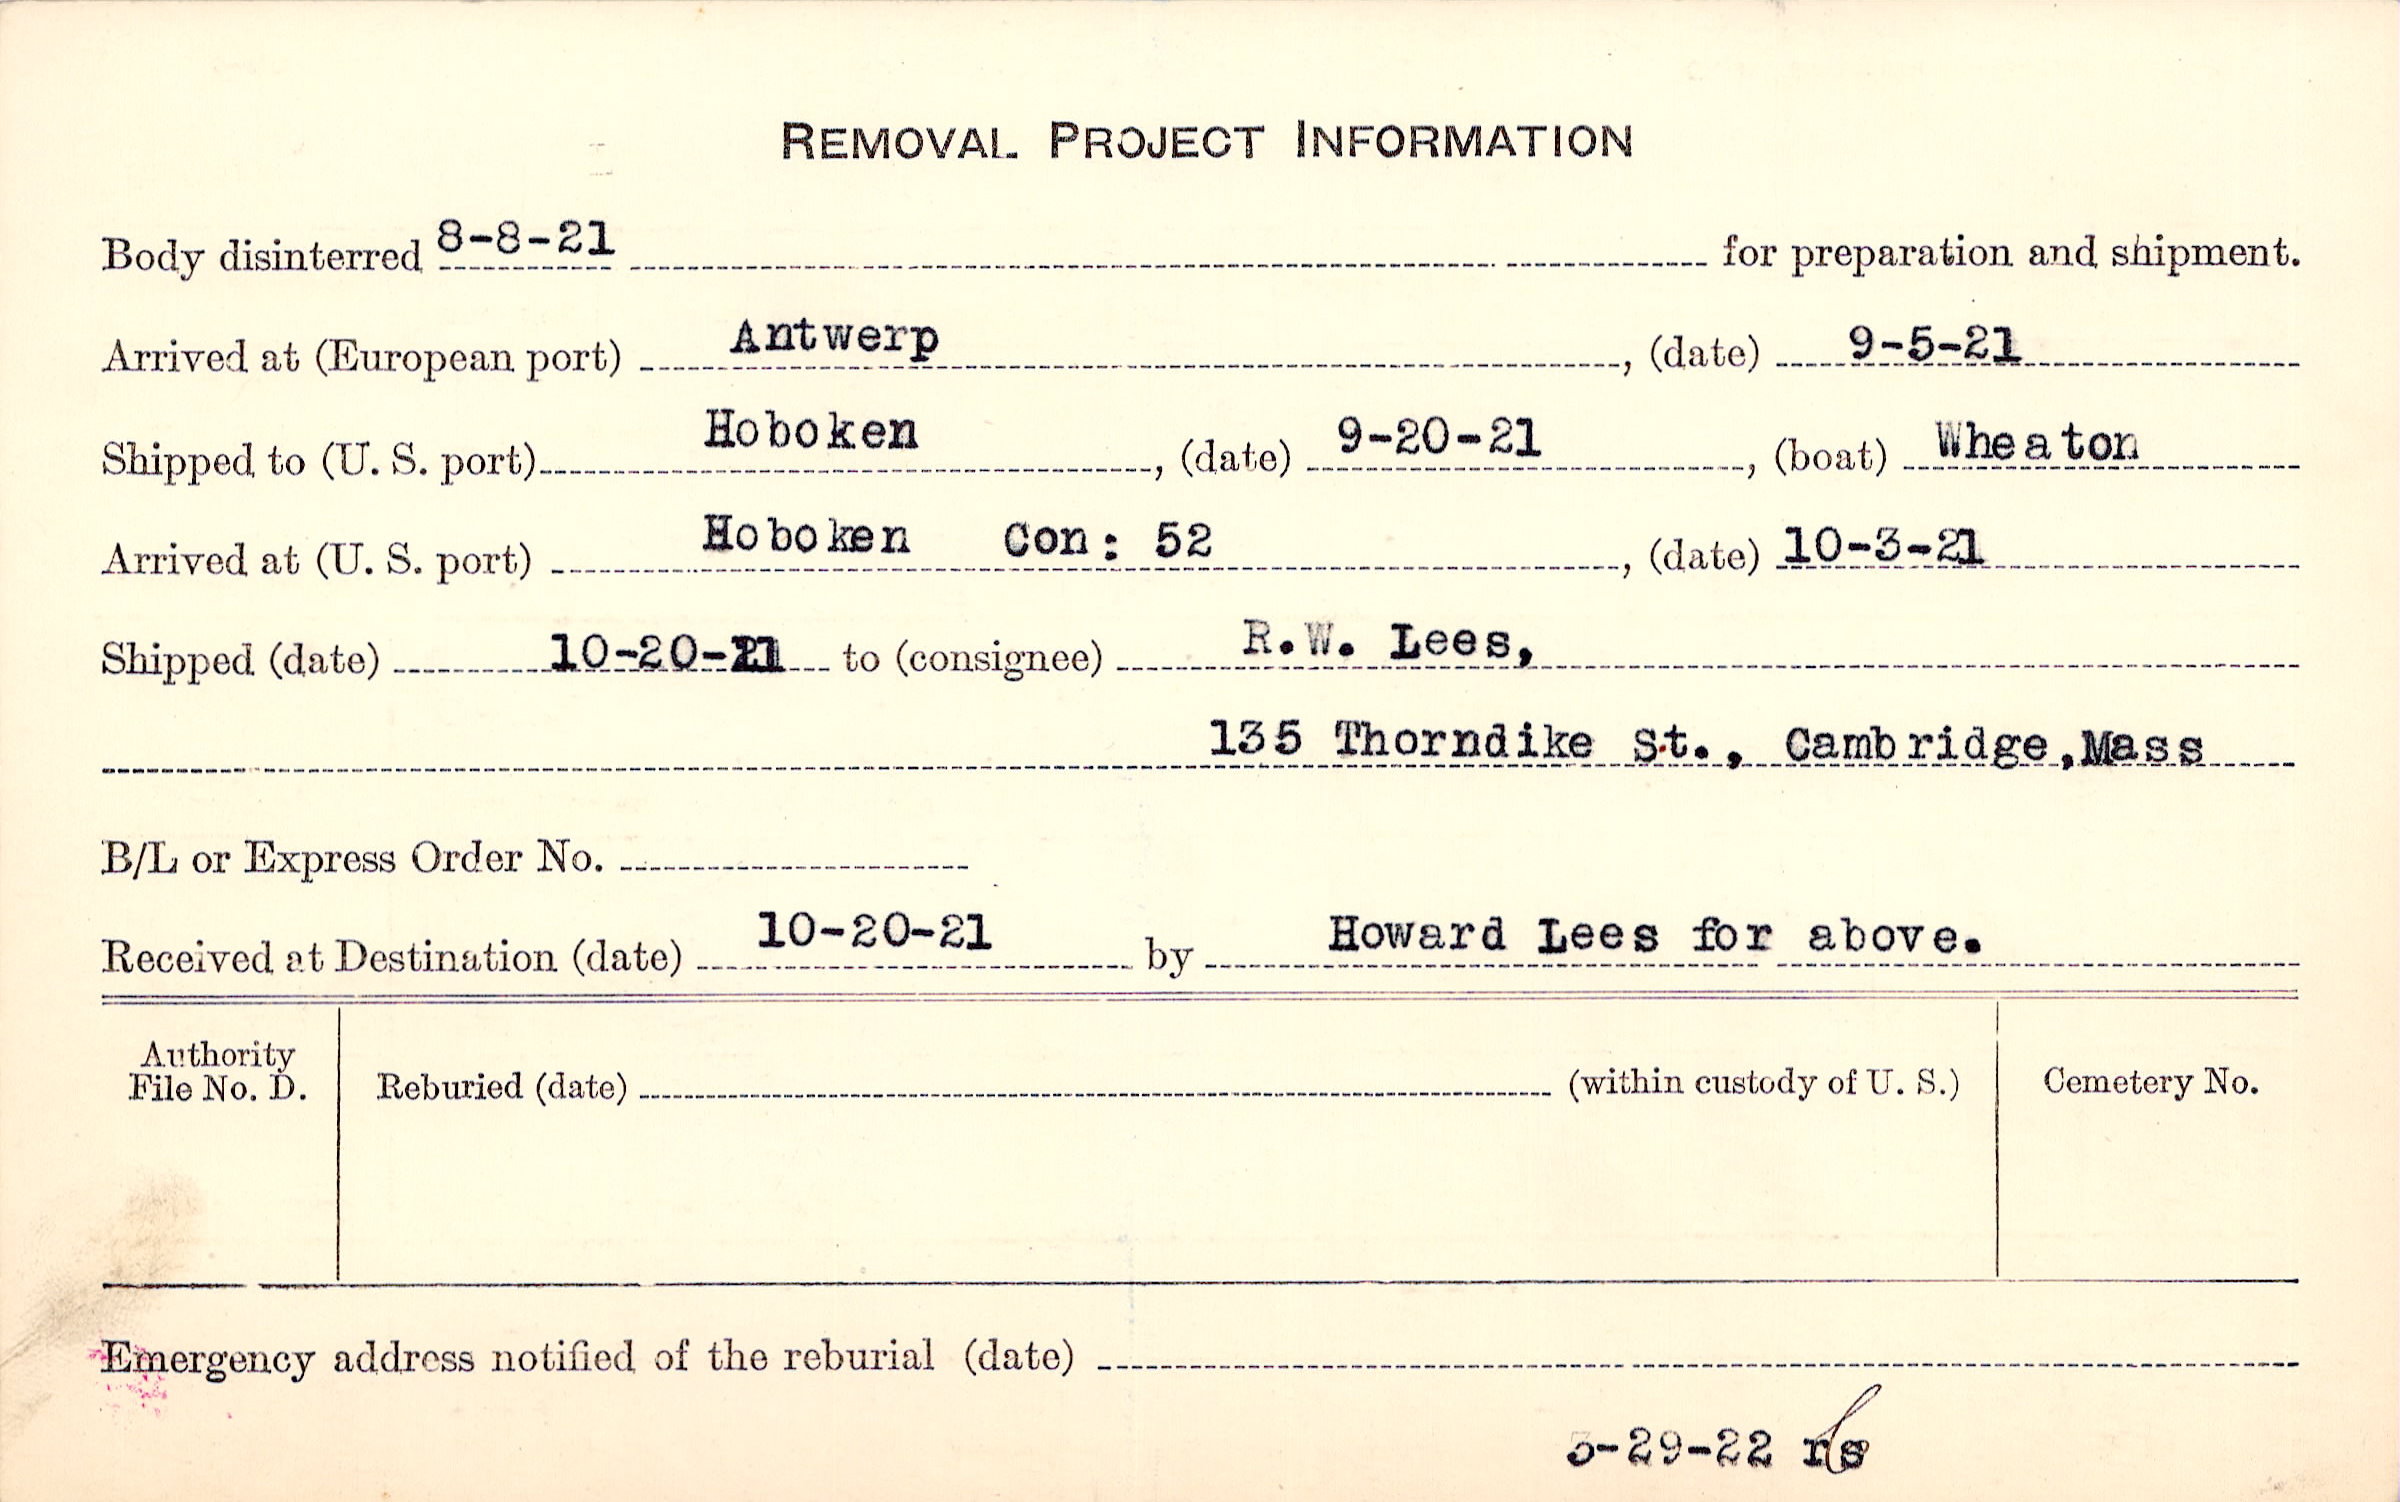 REMOVAL PROJECT INFORMATION
Body disinterred 8-8-21 for preparation and shipment.
Arrived at (European port) Antwerp, (date) 9-5-21
Shipped to (U. S. port) Hoboken, (date) 9-20-21, (boat) Wheaton
Arrived at (U. S. port) Hoboken Con: 52, (date) 10-3-21
Shipped (date) 10-20-21 to (consignee) R.W. Lees,
135 Thorndike St., Cambridge,Mass
B/L or Express Order No.
Received at Destination (date) 10-20-21 by Howard Lees for above.
Authority
File No. D.
Reburied (date) (within custody of U. S.)
Cemetery No.
Emergency address notified of the reburial (date)
3-29-22 rs